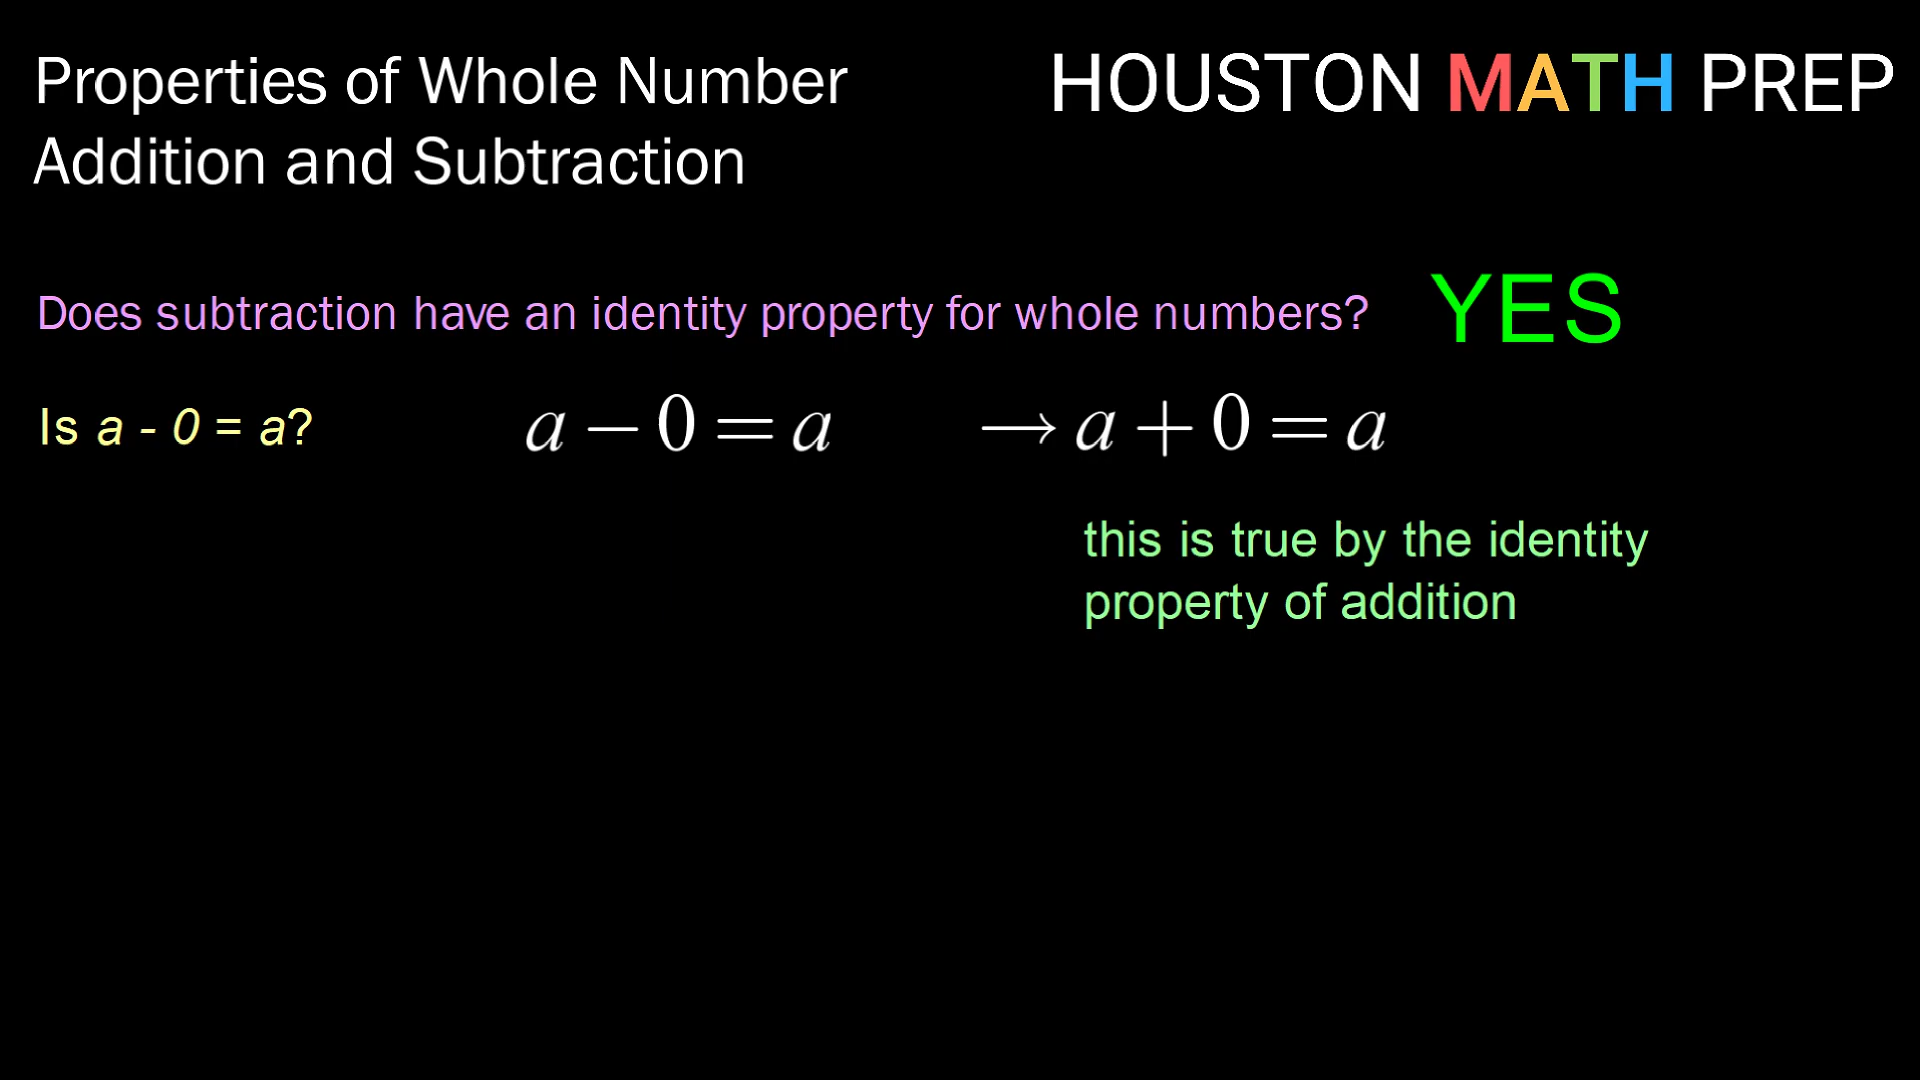 Properties of Whole Number
Addition and Subtraction
HOUSTON MATH PREP
Does subtraction have an identity property for whole numbers? YES
Is a - 0 = a? a − 0 = a → a + 0 = a
this is true by the identity
property of addition